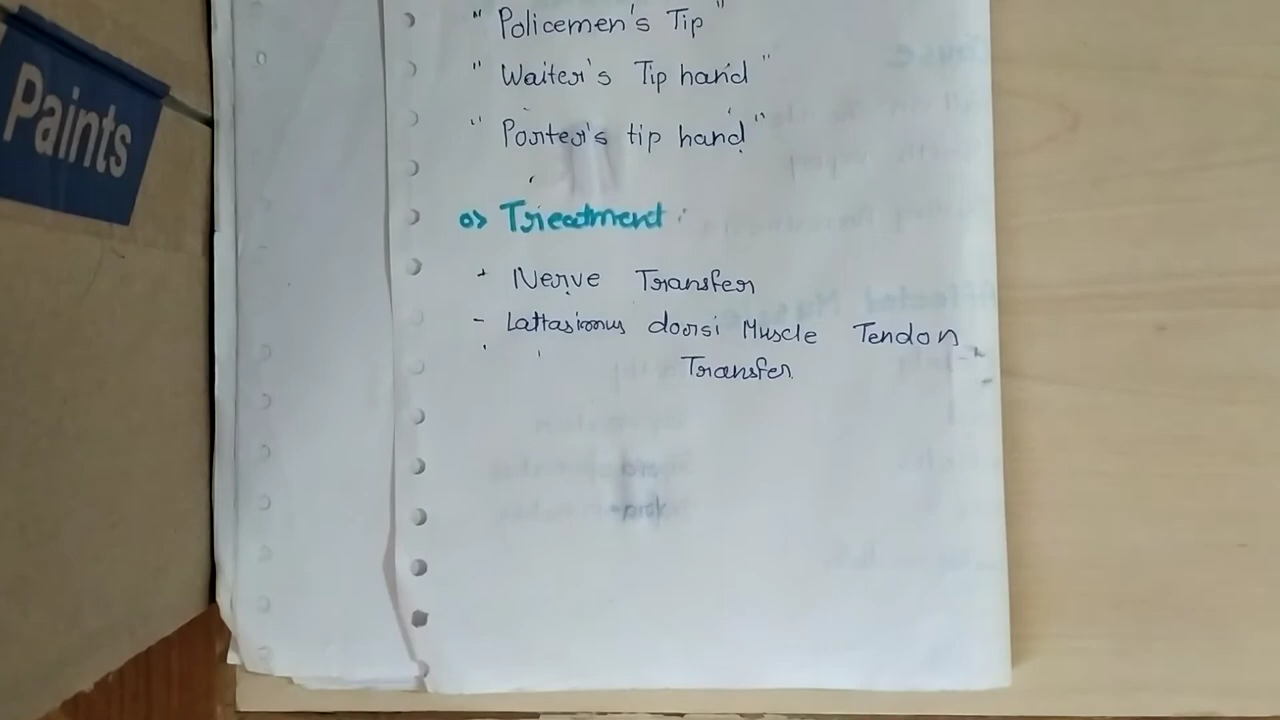 Paints
" Policemen's Tip "
" Waiter's Tip hand "
" Porter's tip hand "
=> Treatment :
+ Nerve Transfer
- Lattasimus dorsi Muscle Tendon
Transfer